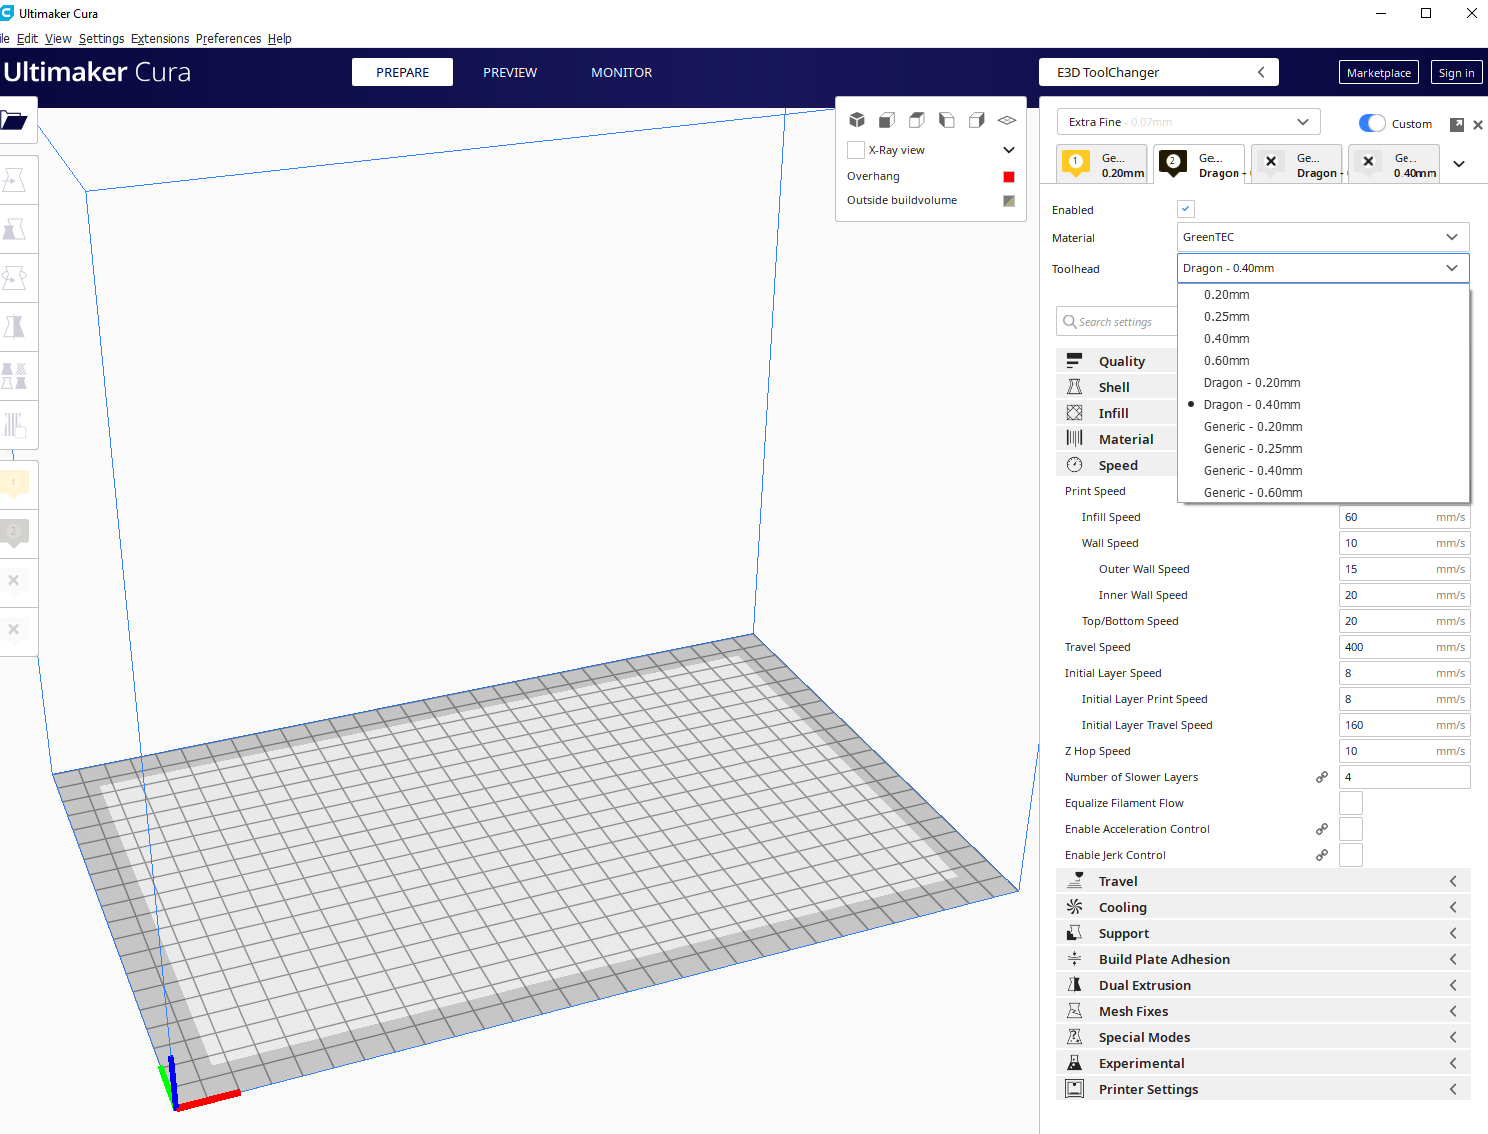 Ultimaker Cura
ile Edit View Settings Extensions Preferences Help
Ultimaker Cura
PREPARE
PREVIEW
MONITOR
E3D ToolChanger
Marketplace
Sign in
X-Ray view
Overhang
Outside buildvolume
Extra Fine - 0.07mm
Custom
1 Ge... 0.20mm
2 Ge... Dragon -
Ge... Dragon -
Ge... 0.40mm
Enabled
Material GreenTEC
Toolhead Dragon - 0.40mm
0.20mm
0.25mm
0.40mm
0.60mm
Dragon - 0.20mm
Dragon - 0.40mm
Generic - 0.20mm
Generic - 0.25mm
Generic - 0.40mm
Generic - 0.60mm
Search settings
Quality
Shell
Infill
Material
Speed
Print Speed
Infill Speed 60 mm/s
Wall Speed 10 mm/s
Outer Wall Speed 15 mm/s
Inner Wall Speed 20 mm/s
Top/Bottom Speed 20 mm/s
Travel Speed 400 mm/s
Initial Layer Speed 8 mm/s
Initial Layer Print Speed 8 mm/s
Initial Layer Travel Speed 160 mm/s
Z Hop Speed 10 mm/s
Number of Slower Layers 4
Equalize Filament Flow
Enable Acceleration Control
Enable Jerk Control
Travel
Cooling
Support
Build Plate Adhesion
Dual Extrusion
Mesh Fixes
Special Modes
Experimental
Printer Settings
1
2